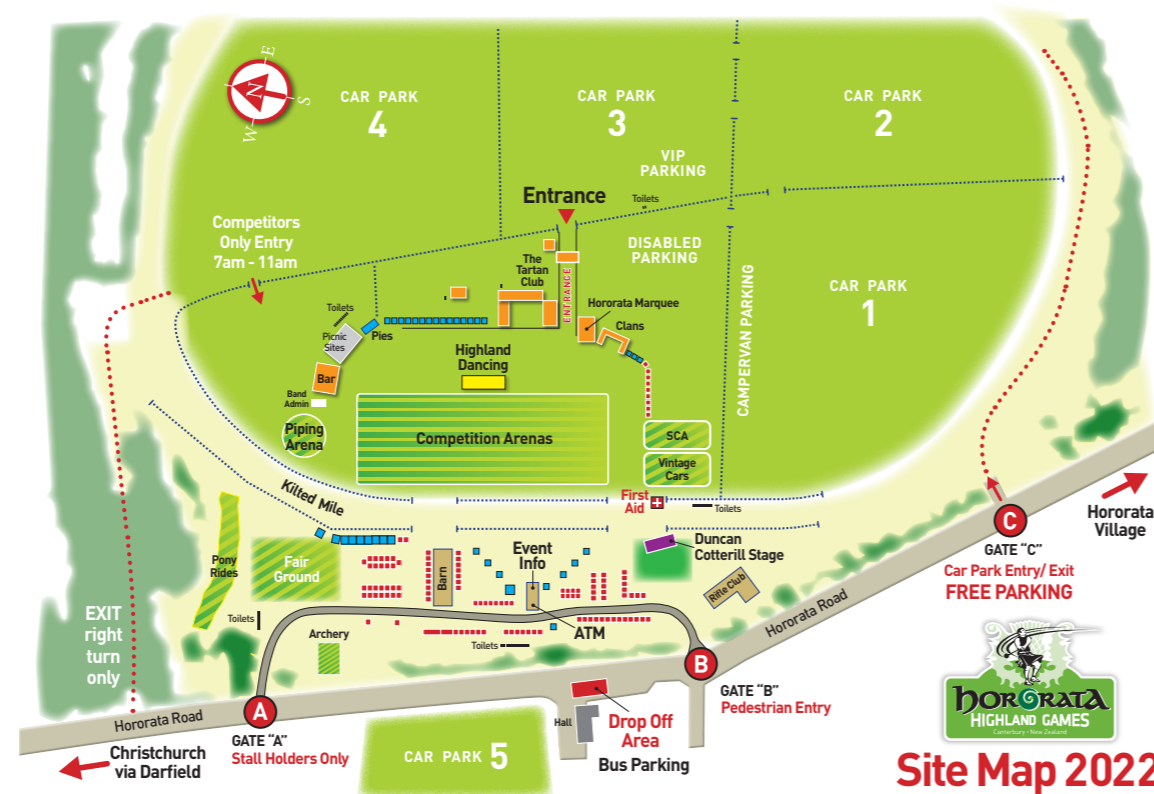 E
N
S
W
CAR PARK
4
CAR PARK
3
CAR PARK
2
VIP
PARKING
Entrance
Toilets
Competitors
Only Entry
7am - 11am
DISABLED
PARKING
The
Tartan
Club
ENTRANCE
CAR PARK
1
Hororata Marquee
Clans
CAMPERVAN PARKING
Toilets
Picnic
Sites
Pies
Highland
Dancing
Bar
Band
Admin
Piping
Arena
Competition Arenas
SCA
Vintage
Cars
Kilted Mile
First
Aid
Toilets
C
Hororata
Village
GATE "C"
Car Park Entry/ Exit
FREE PARKING
Duncan
Cotterill Stage
Event
Info
Pony
Rides
Fair
Ground
Barn
Rifle Club
Hororata Road
EXIT
right
turn
only
Toilets
Archery
ATM
Toilets
B
GATE "B"
Pedestrian Entry
A
Hororata Road
GATE "A"
Stall Holders Only
Christchurch
via Darfield
CAR PARK 5
Hall
Drop Off
Area
Bus Parking
HORORATA
HIGHLAND GAMES
Canterbury - New Zealand
Site Map 2022